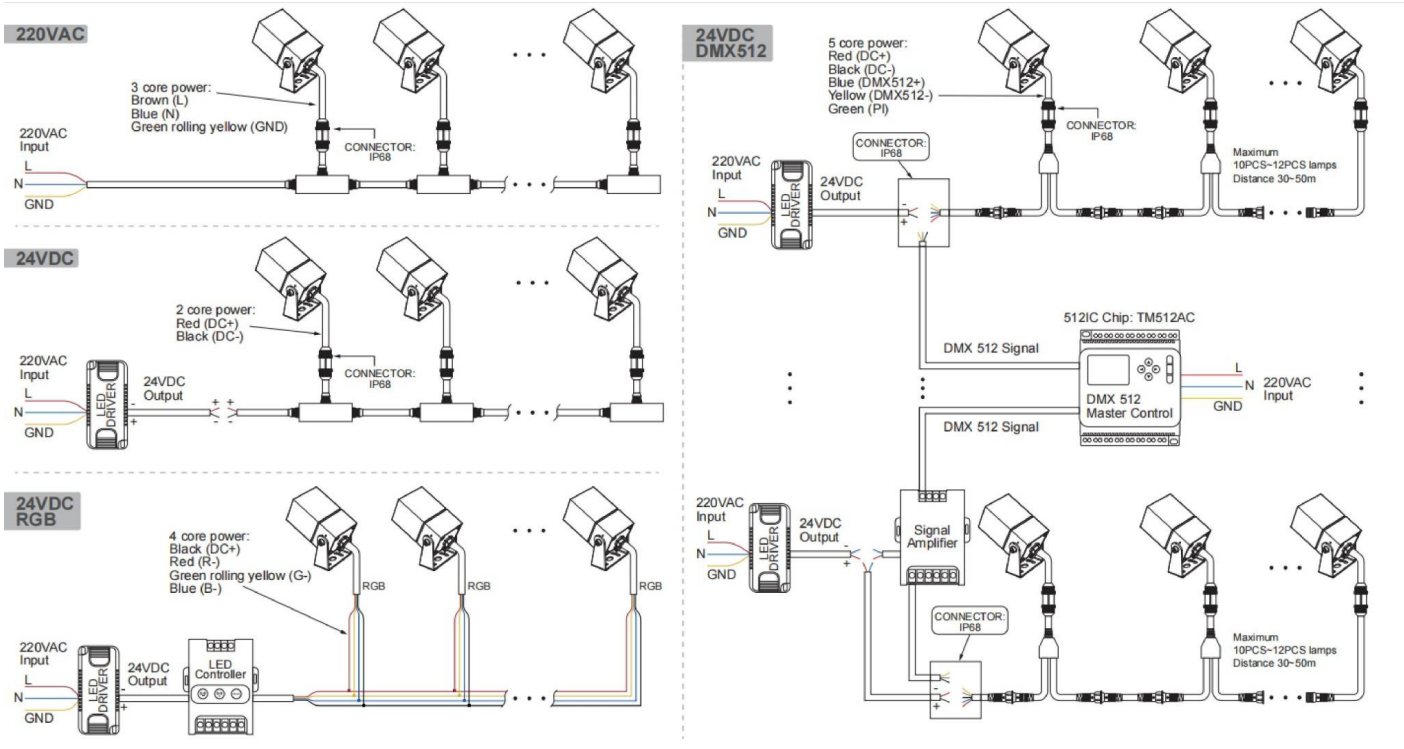 220VAC
3 core power:
Brown (L)
Blue (N)
Green rolling yellow (GND)
220VAC
Input
L
N
GND
CONNECTOR:
IP68
24VDC
2 core power:
Red (DC+)
Black (DC-)
220VAC
Input
L
N
GND
LED
DRIVER
24VDC
Output
-
+
+ +
- -
CONNECTOR:
IP68
24VDC
RGB
4 core power:
Black (DC+)
Red (R-)
Green rolling yellow (G-)
Blue (B-)
RGB
RGB
RGB
220VAC
Input
L
N
GND
LED
DRIVER
24VDC
Output
-
+
LED
Controller
24VDC
DMX512
5 core power:
Red (DC+)
Black (DC-)
Blue (DMX512+)
Yellow (DMX512-)
Green (PI)
CONNECTOR:
IP68
CONNECTOR:
IP68
220VAC
Input
L
N
GND
LED
DRIVER
24VDC
Output
-
+
Maximum
10PCS~12PCS lamps
Distance 30~50m
512IC Chip: TM512AC
DMX 512 Signal
DMX 512
Master Control
L
N
GND
220VAC
Input
DMX 512 Signal
220VAC
Input
L
N
GND
LED
DRIVER
24VDC
Output
-
+
Signal
Amplifier
CONNECTOR:
IP68
-
+
Maximum
10PCS~12PCS lamps
Distance 30~50m